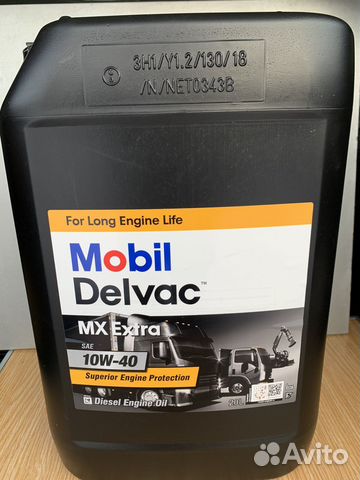 3H1/Y1.2/130/18
/N/NET0343B
For Long Engine Life
Mobil
Delvac™
MX Extra
SAE
10W-40
Superior Engine Protection
Diesel Engine Oil
20L
Avito